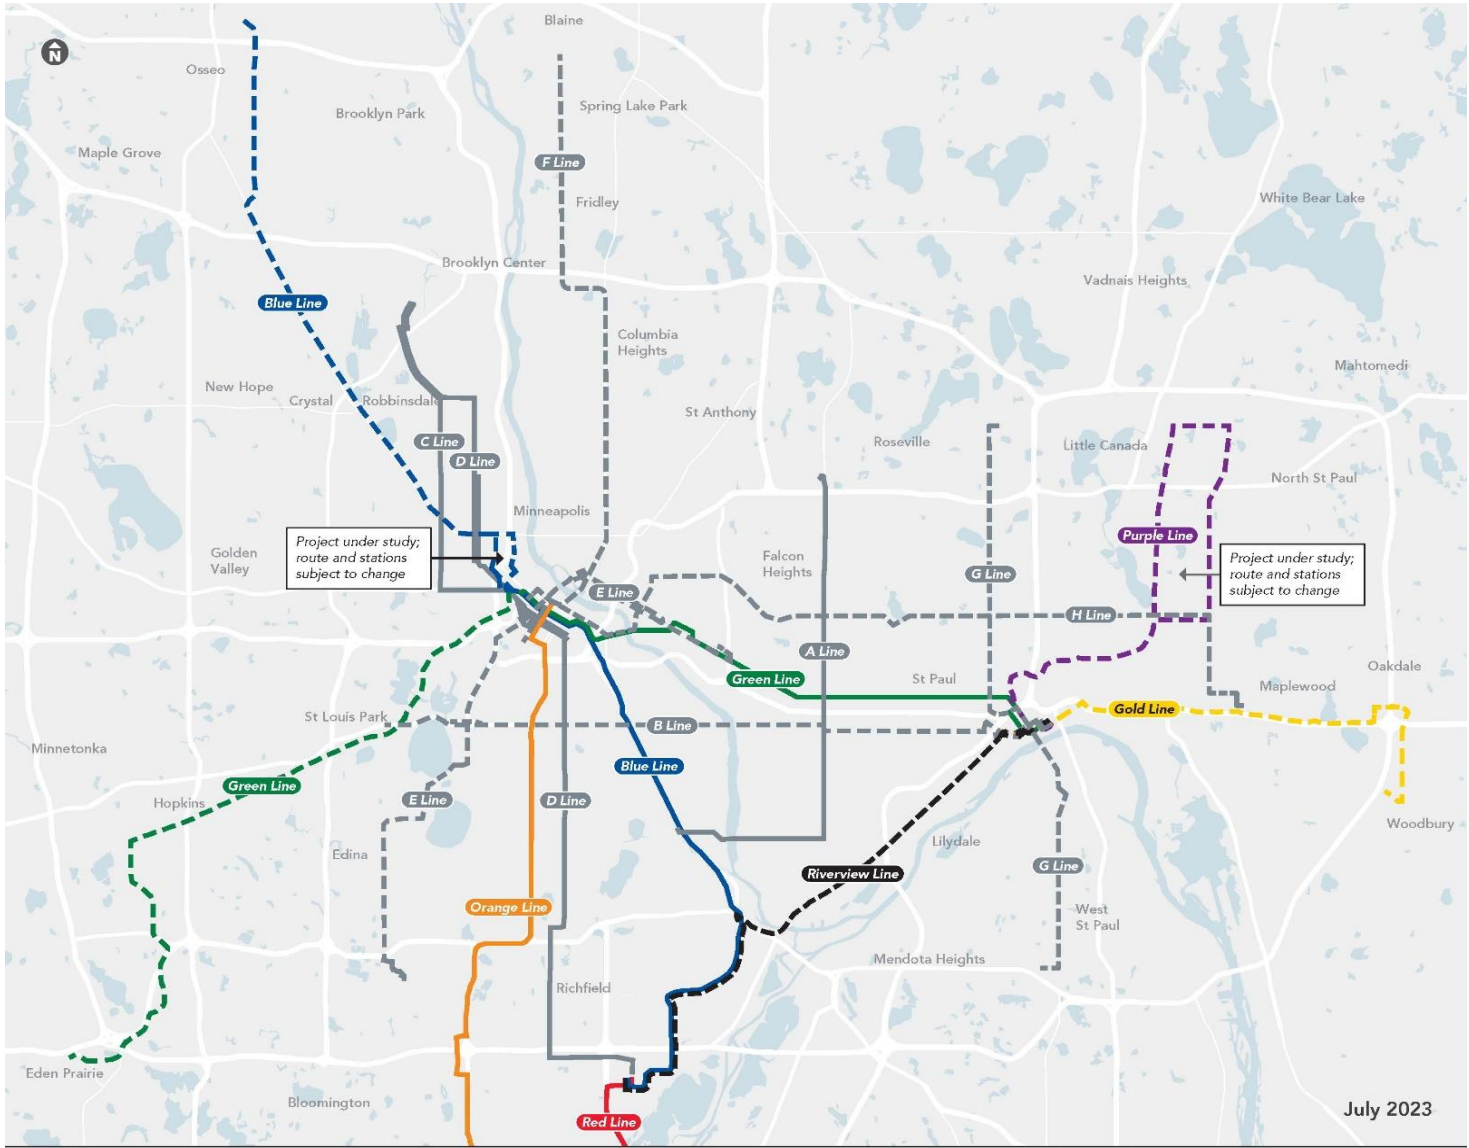 Blaine
N
Osseo
Spring Lake Park
Brooklyn Park
Maple Grove
F Line
Fridley
White Bear Lake
Brooklyn Center
Vadnais Heights
Blue Line
Columbia
Heights
Mahtomedi
New Hope
Crystal
Robbinsdale
St Anthony
C Line
Roseville
Little Canada
D Line
North St Paul
Minneapolis
Purple Line
Project under study;
route and stations
subject to change
Golden
Valley
Falcon
Heights
Project under study;
route and stations
subject to change
G Line
E Line
H Line
A Line
Oakdale
Green Line
St Paul
Maplewood
Gold Line
St Louis Park
B Line
Minnetonka
Blue Line
Green Line
Hopkins
E Line
D Line
Woodbury
Lilydale
Edina
G Line
Riverview Line
Orange Line
West
St Paul
Mendota Heights
Richfield
Eden Prairie
Bloomington
July 2023
Red Line